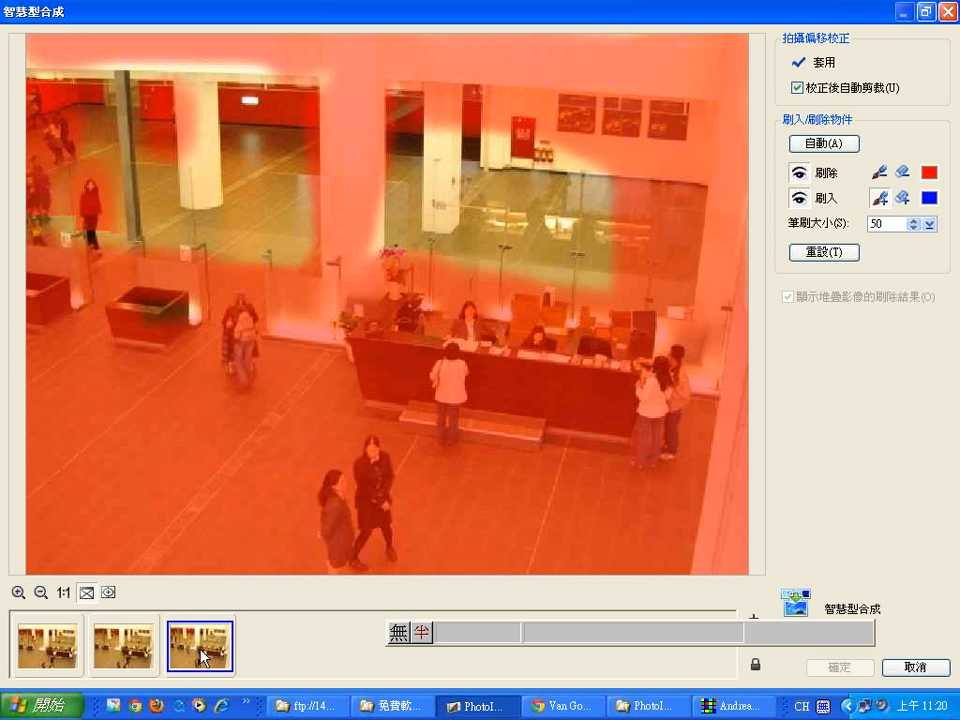 智慧型合成
拍攝偏移校正
套用
校正後自動剪裁(U)
刷入/刷除物件
自動(A)
刷除
刷入
筆刷大小(S): 50
重設(T)
顯示堆疊影像的刷除結果(O)
1:1
智慧型合成
無 半
確定 取消
開始 ftp://14... 免費軟... PhotoI... Van Go... PhotoI... Andrea... CH 上午 11:20